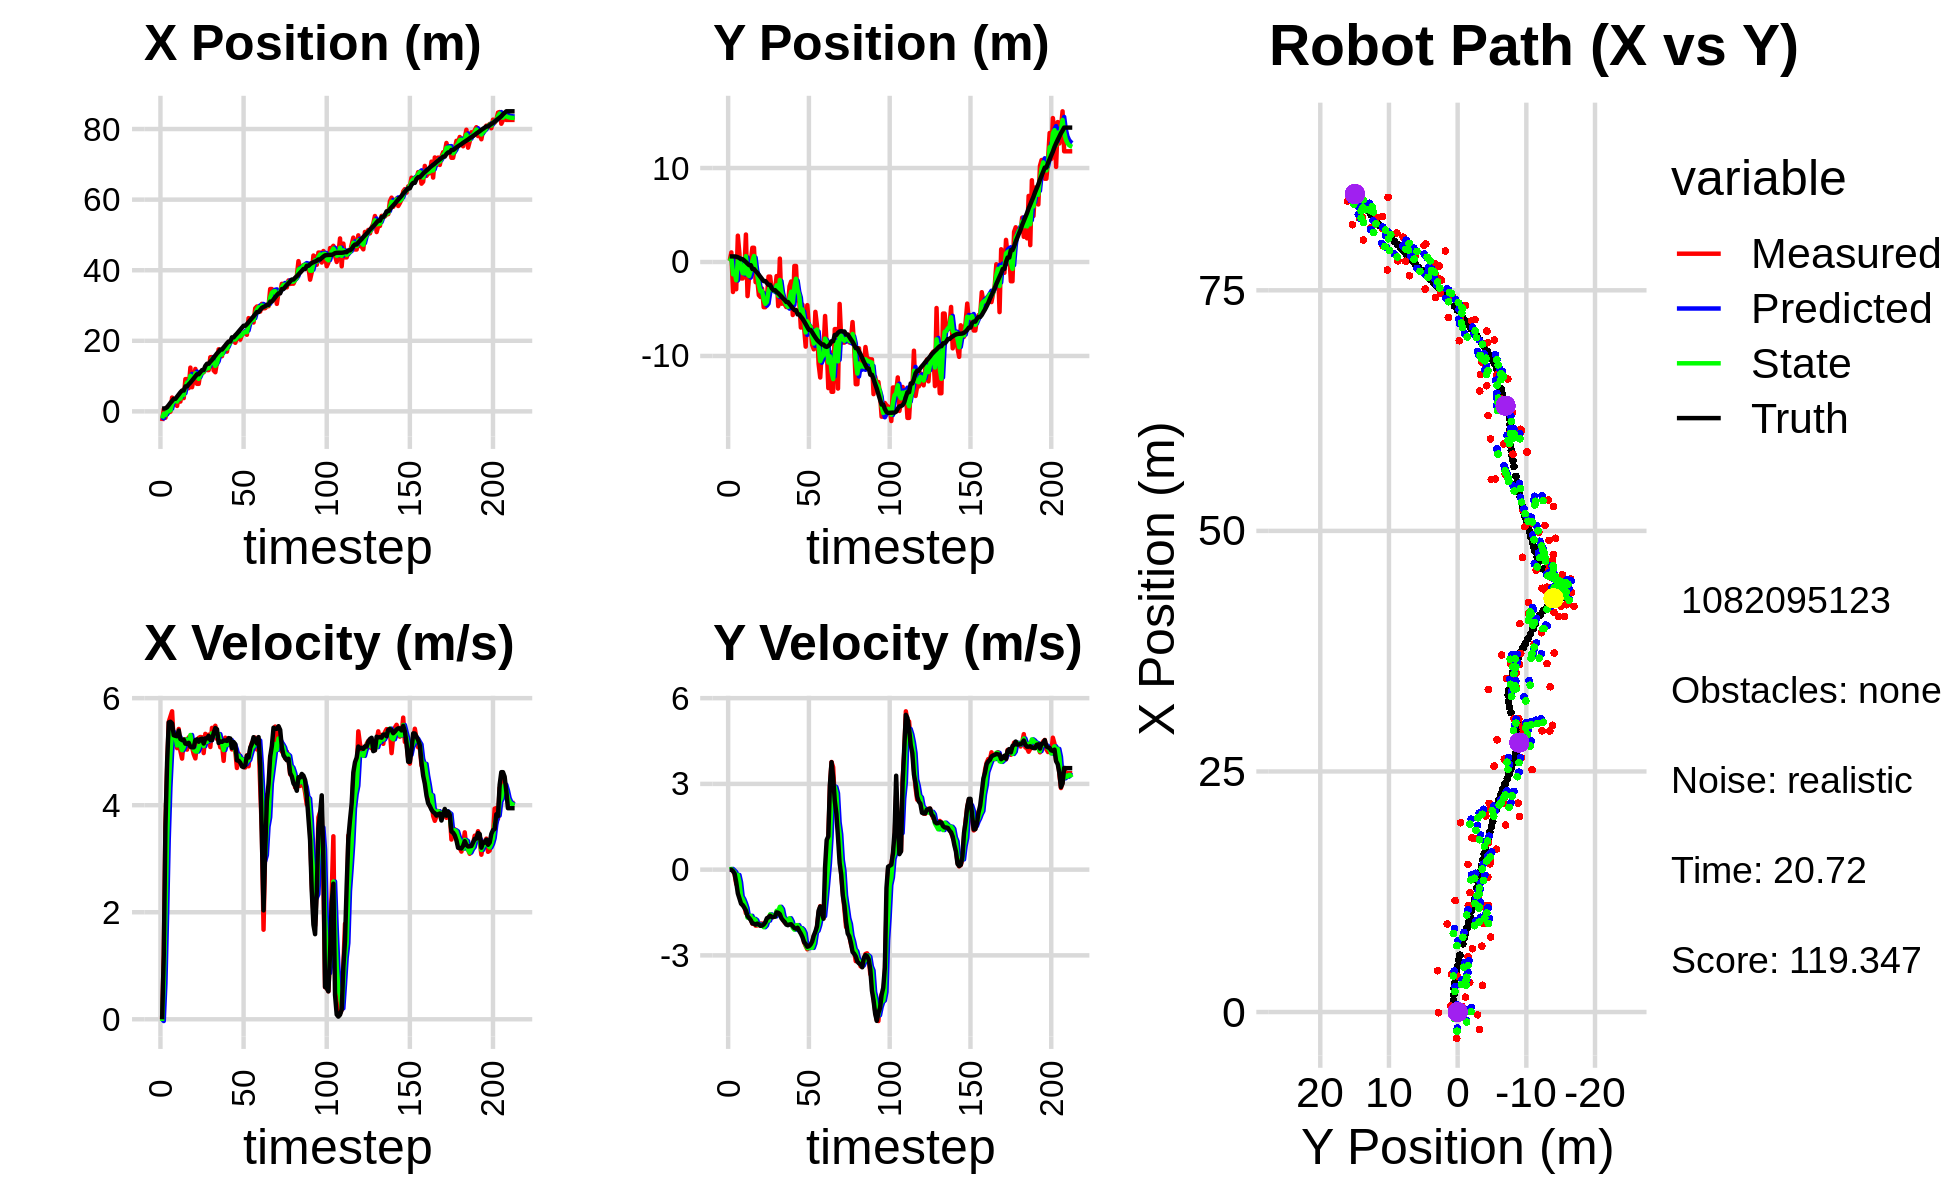 X Position (m)
80
60
40
20
0
0 50 100 150 200
timestep
Y Position (m)
10
0
-10
0 50 100 150 200
timestep
X Velocity (m/s)
6
4
2
0
0 50 100 150 200
timestep
Y Velocity (m/s)
6
3
0
-3
0 50 100 150 200
timestep
Robot Path (X vs Y)
X Position (m)
75
50
25
0
20 10 0 -10 -20
Y Position (m)
variable
Measured
Predicted
State
Truth
1082095123
Obstacles: none
Noise: realistic
Time: 20.72
Score: 119.347